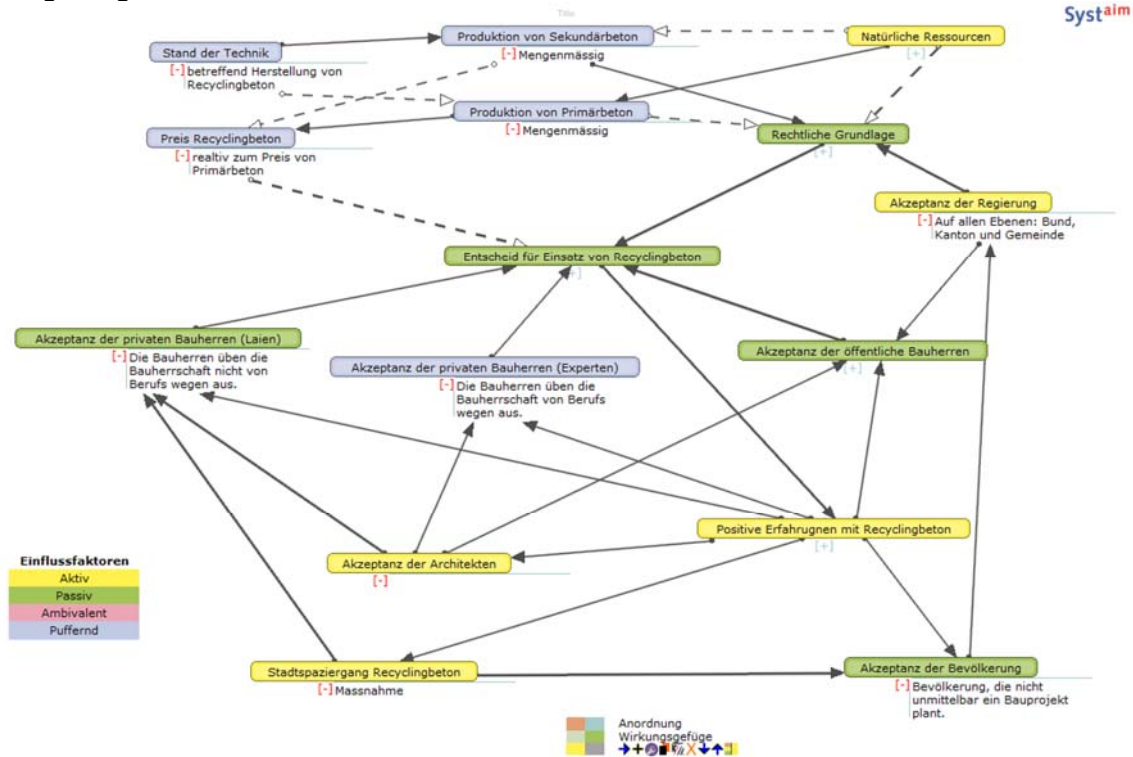 Title
Systaim
Stand der Technik
[-] betreffend Herstellung von
Recyclingbeton
Produktion von Sekundärbeton
[-] Mengenmässig
Natürliche Ressourcen
[+]
Produktion von Primärbeton
[-] Mengenmässig
Preis Recyclingbeton
[-] realtiv zum Preis von
Primärbeton
Rechtliche Grundlage
[+]
Akzeptanz der Regierung
[-] Auf allen Ebenen: Bund,
Kanton und Gemeinde
Entscheid für Einsatz von Recyclingbeton
[+]
Akzeptanz der privaten Bauherren (Laien)
[-] Die Bauherren üben die
Bauherrschaft nicht von
Berufs wegen aus.
Akzeptanz der privaten Bauherren (Experten)
[-] Die Bauherren üben die
Bauherrschaft von Berufs
wegen aus.
Akzeptanz der öffentliche Bauherren
[+]
Positive Erfahrugnen mit Recyclingbeton
[+]
Akzeptanz der Architekten
[-]
Einflussfaktoren
Aktiv
Passiv
Ambivalent
Puffernd
Stadtspaziergang Recyclingbeton
[-] Massnahme
Akzeptanz der Bevölkerung
[-] Bevölkerung, die nicht
unmittelbar ein Bauprojekt
plant.
Anordnung
Wirkungsgefüge